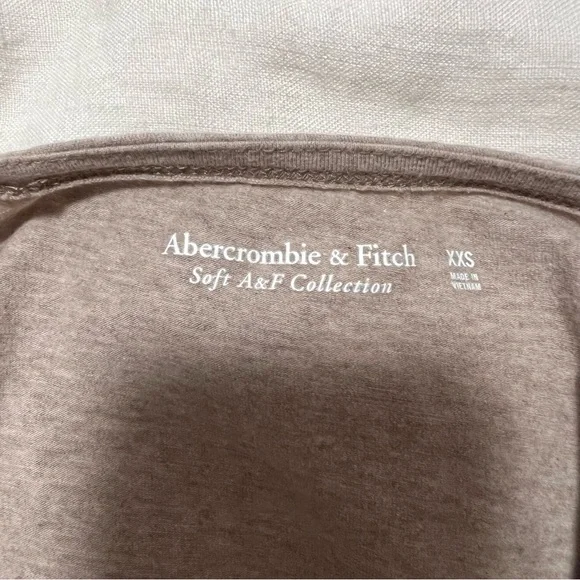 Abercrombie & Fitch XXS
Soft A&F Collection
MADE IN
VIETNAM